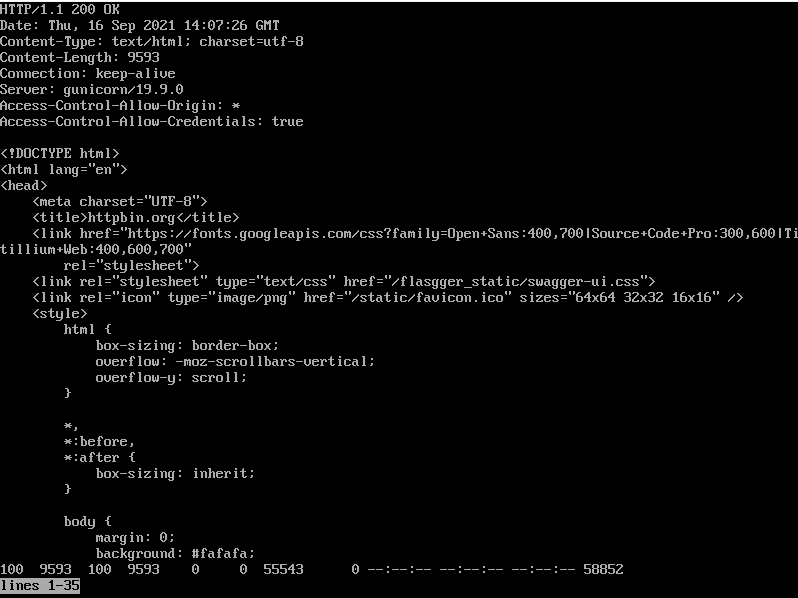 HTTP/1.1 200 OK
Date: Thu, 16 Sep 2021 14:07:26 GMT
Content-Type: text/html; charset=utf-8
Content-Length: 9593
Connection: keep-alive
Server: gunicorn/19.9.0
Access-Control-Allow-Origin: *
Access-Control-Allow-Credentials: true
<!DOCTYPE html>
<html lang="en">
<head>
    <meta charset="UTF-8">
    <title>httpbin.org</title>
    <link href="https://fonts.googleapis.com/css?family=Open+Sans:400,700|Source+Code+Pro:300,600|Ti
tillium+Web:400,600,700"
        rel="stylesheet">
    <link rel="stylesheet" type="text/css" href="/flasgger_static/swagger-ui.css">
    <link rel="icon" type="image/png" href="/static/favicon.ico" sizes="64x64 32x32 16x16" />
    <style>
        html {
            box-sizing: border-box;
            overflow: -moz-scrollbars-vertical;
            overflow-y: scroll;
        }
        *,
        *:before,
        *:after {
            box-sizing: inherit;
        }
        body {
            margin: 0;
            background: #fafafa;
100  9593  100  9593    0     0  55543      0 --:--:-- --:--:-- --:--:-- 58852
lines 1-35